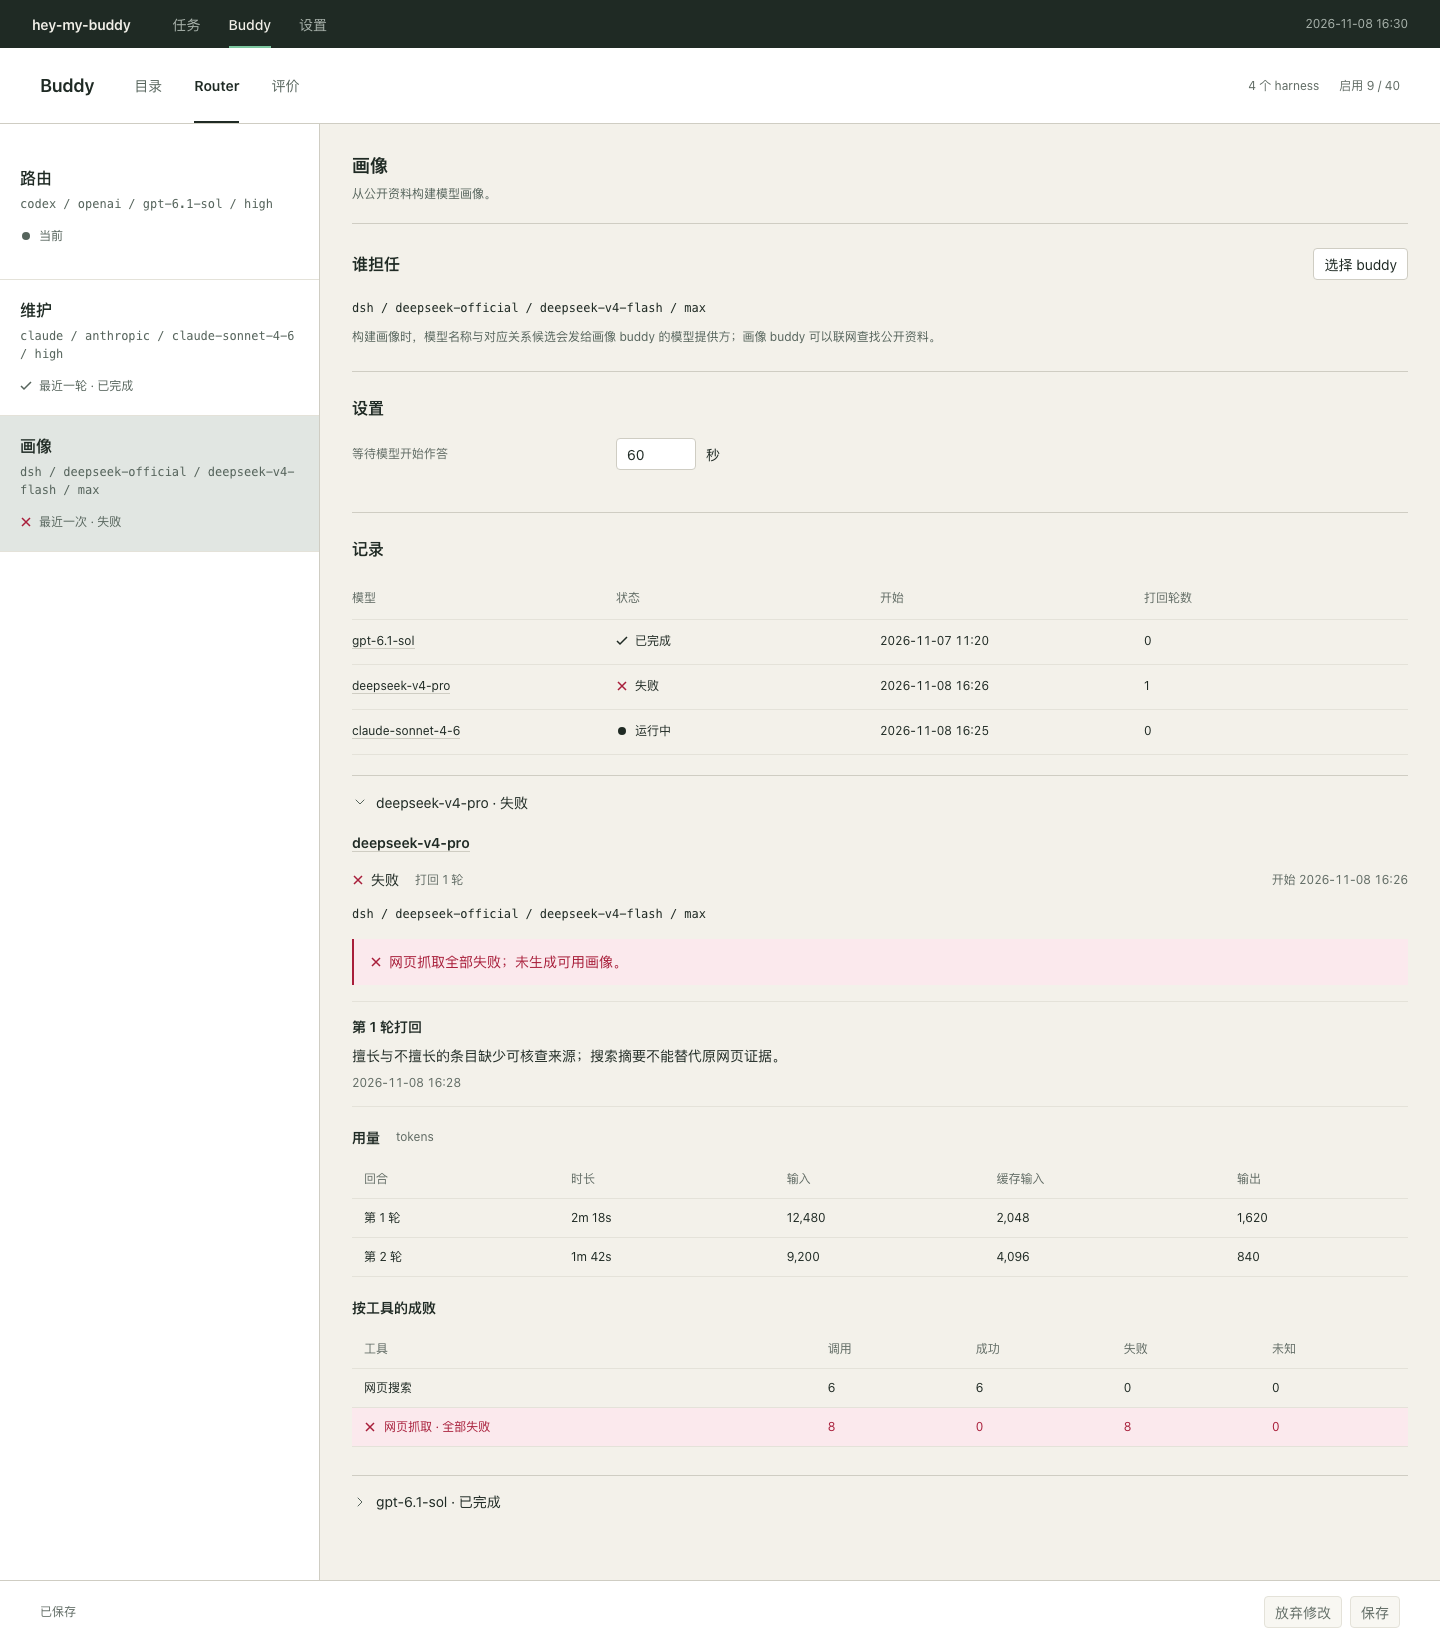 hey-my-buddy 任务 Buddy 设置 2026-11-08 16:30
Buddy 目录 Router 评价 4 个 harness 启用 9 / 40
路由
codex / openai / gpt-6.1-sol / high
当前
维护
claude / anthropic / claude-sonnet-4-6
/ high
最近一轮 · 已完成
画像
dsh / deepseek-official / deepseek-v4-
flash / max
最近一次 · 失败
画像
从公开资料构建模型画像。
谁担任 选择 buddy
dsh / deepseek-official / deepseek-v4-flash / max
构建画像时，模型名称与对应关系候选会发给画像 buddy 的模型提供方；画像 buddy 可以联网查找公开资料。
设置
等待模型开始作答 60 秒
记录
模型 状态 开始 打回轮数
gpt-6.1-sol 已完成 2026-11-07 11:20 0
deepseek-v4-pro 失败 2026-11-08 16:26 1
claude-sonnet-4-6 运行中 2026-11-08 16:25 0
deepseek-v4-pro · 失败
deepseek-v4-pro
失败 打回 1 轮 开始 2026-11-08 16:26
dsh / deepseek-official / deepseek-v4-flash / max
网页抓取全部失败；未生成可用画像。
第 1 轮打回
擅长与不擅长的条目缺少可核查来源；搜索摘要不能替代原网页证据。
2026-11-08 16:28
用量 tokens
回合 时长 输入 缓存输入 输出
第 1 轮 2m 18s 12,480 2,048 1,620
第 2 轮 1m 42s 9,200 4,096 840
按工具的成败
工具 调用 成功 失败 未知
网页搜索 6 6 0 0
网页抓取 · 全部失败 8 0 8 0
gpt-6.1-sol · 已完成
已保存 放弃修改 保存